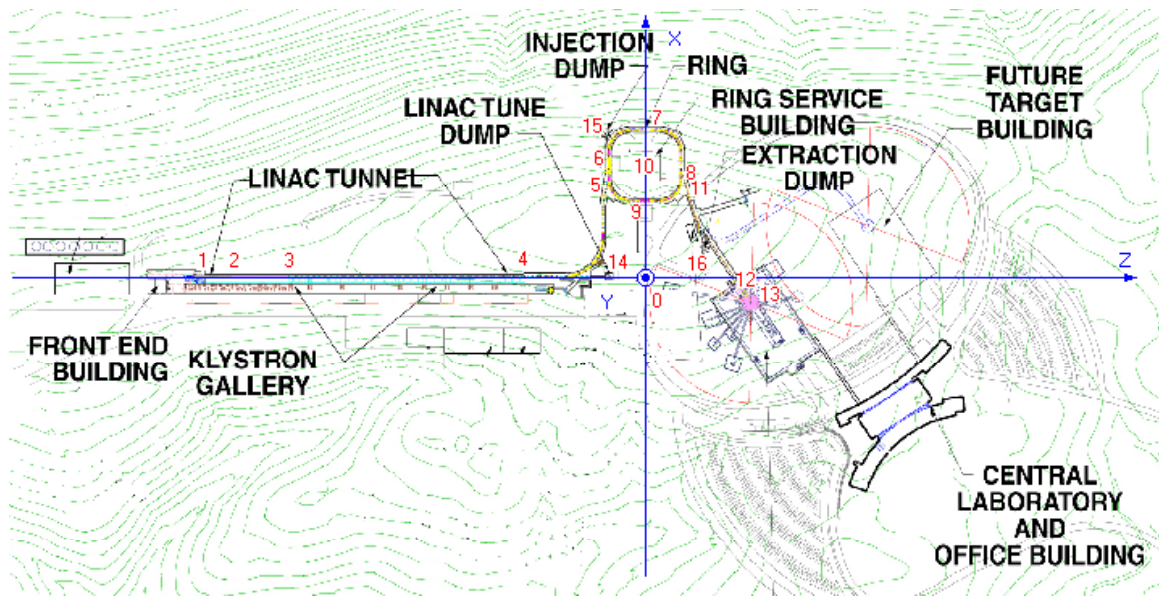 INJECTION
DUMP
X
RING
FUTURE
TARGET
BUILDING
LINAC TUNE
DUMP
RING SERVICE
BUILDING
EXTRACTION
DUMP
15
7
6
10
5
8
11
9
LINAC TUNNEL
1
2
3
4
14
16
12
13
Z
Y
0
FRONT END
BUILDING
KLYSTRON
GALLERY
CENTRAL
LABORATORY
AND
OFFICE BUILDING